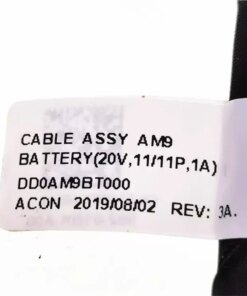 CABLE ASSY AM9
BATTERY(20V,11/11P,1A)
DD0AM9BT000
ACON 2019/08/02 REV: 3A.